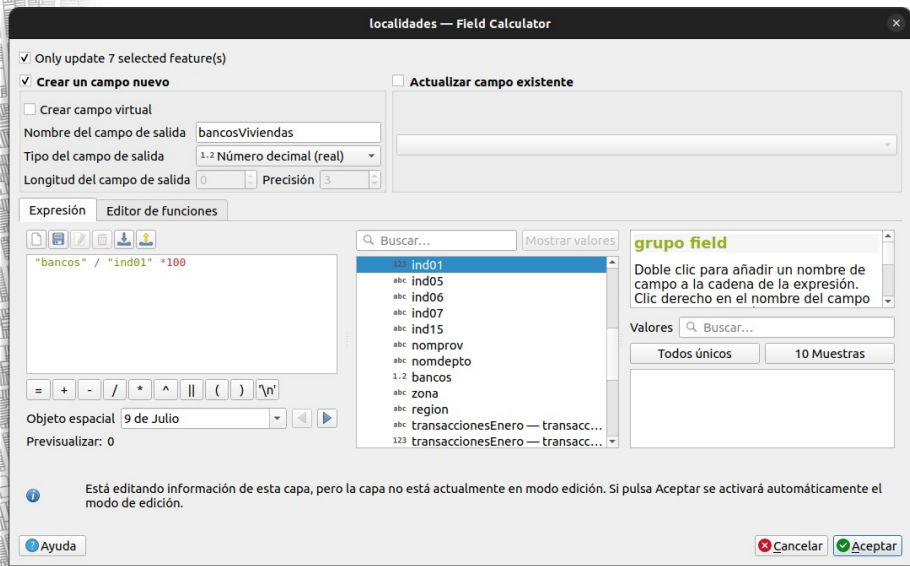 localidades — Field Calculator
Only update 7 selected feature(s)
Crear un campo nuevo
Actualizar campo existente
Crear campo virtual
Nombre del campo de salida bancosViviendas
Tipo del campo de salida 1.2 Número decimal (real)
Longitud del campo de salida 0 Precisión 3
Expresión Editor de funciones
"bancos" / "ind01" *100
= + - / * ^ || ( ) '\n'
Objeto espacial 9 de Julio
Previsualizar: 0
Buscar... Mostrar valores
123 ind01
abc ind05
abc ind06
abc ind07
abc ind15
abc nomprov
abc nomdepto
1.2 bancos
abc zona
abc region
abc transaccionesEnero — transacc...
123 transaccionesEnero — transacc...
grupo field
Doble clic para añadir un nombre de
campo a la cadena de la expresión.
Clic derecho en el nombre del campo
Valores Buscar...
Todos únicos 10 Muestras
Está editando información de esta capa, pero la capa no está actualmente en modo edición. Si pulsa Aceptar se activará automáticamente el
modo de edición.
Ayuda
Cancelar Aceptar